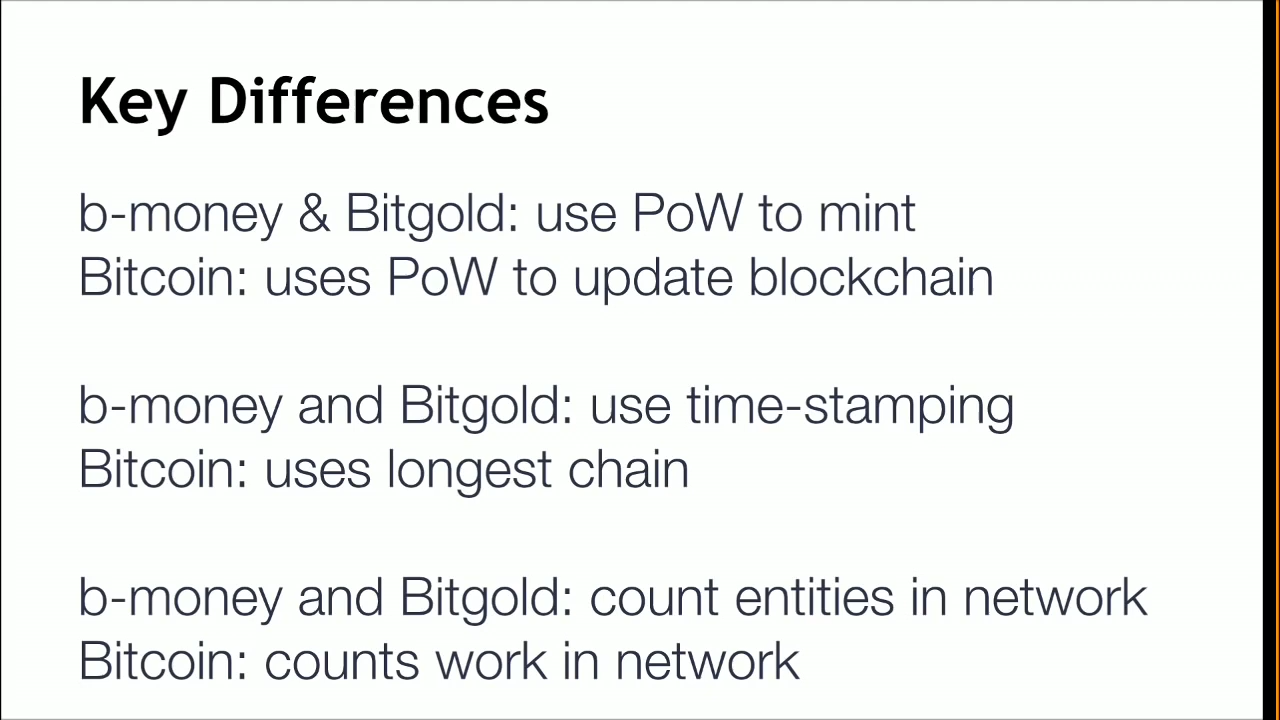 Key Differences
b-money & Bitgold: use PoW to mint
Bitcoin: uses PoW to update blockchain
b-money and Bitgold: use time-stamping
Bitcoin: uses longest chain
b-money and Bitgold: count entities in network
Bitcoin: counts work in network